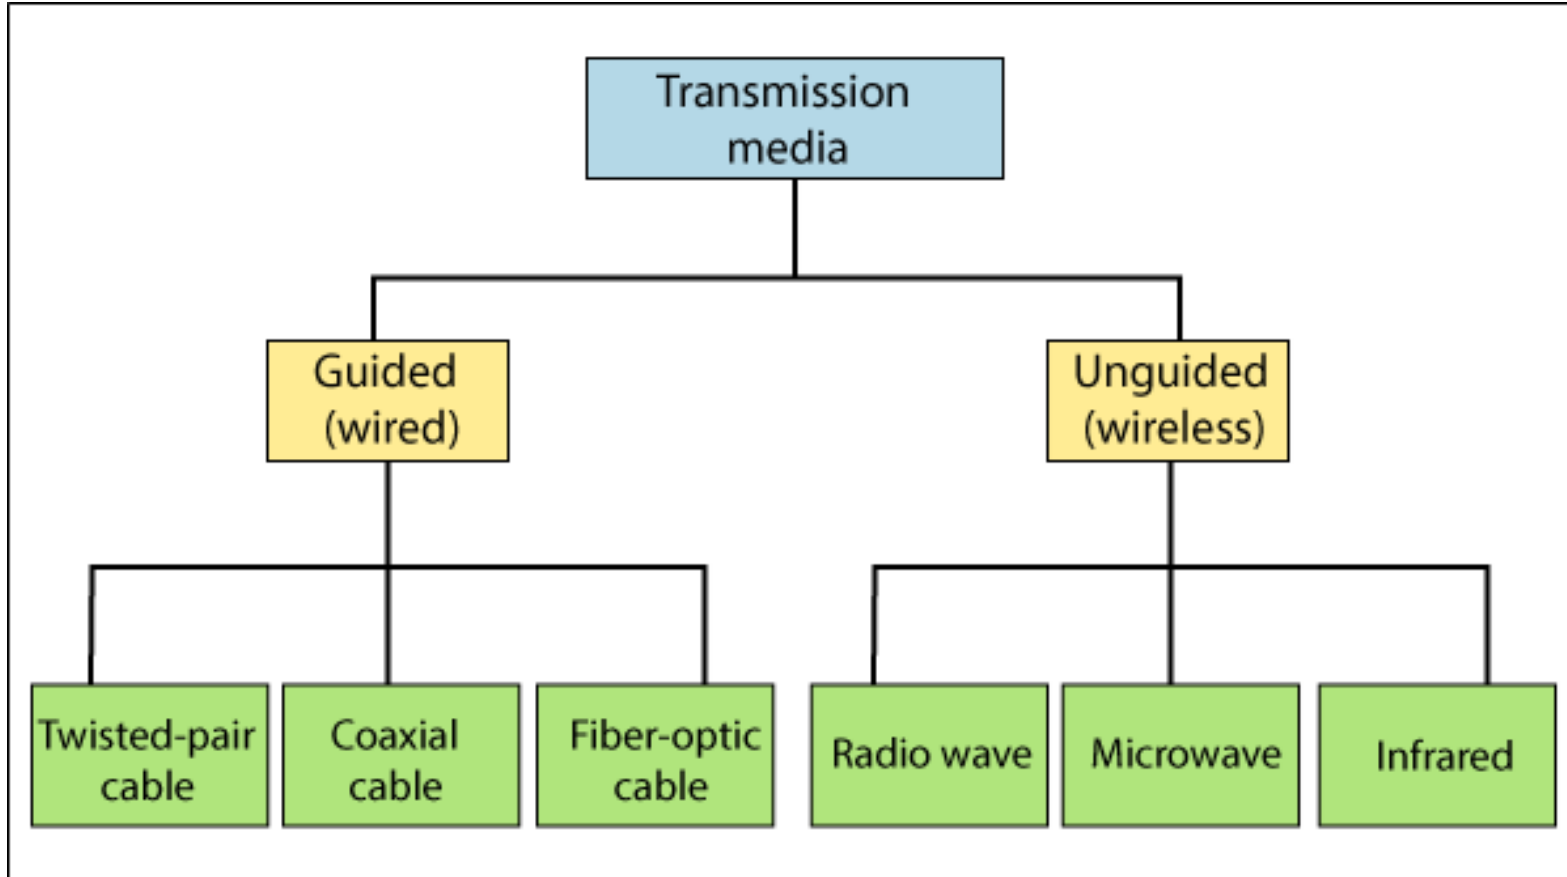 Transmission
media
Guided
(wired)
Unguided
(wireless)
Twisted-pair
cable
Coaxial
cable
Fiber-optic
cable
Radio wave
Microwave
Infrared